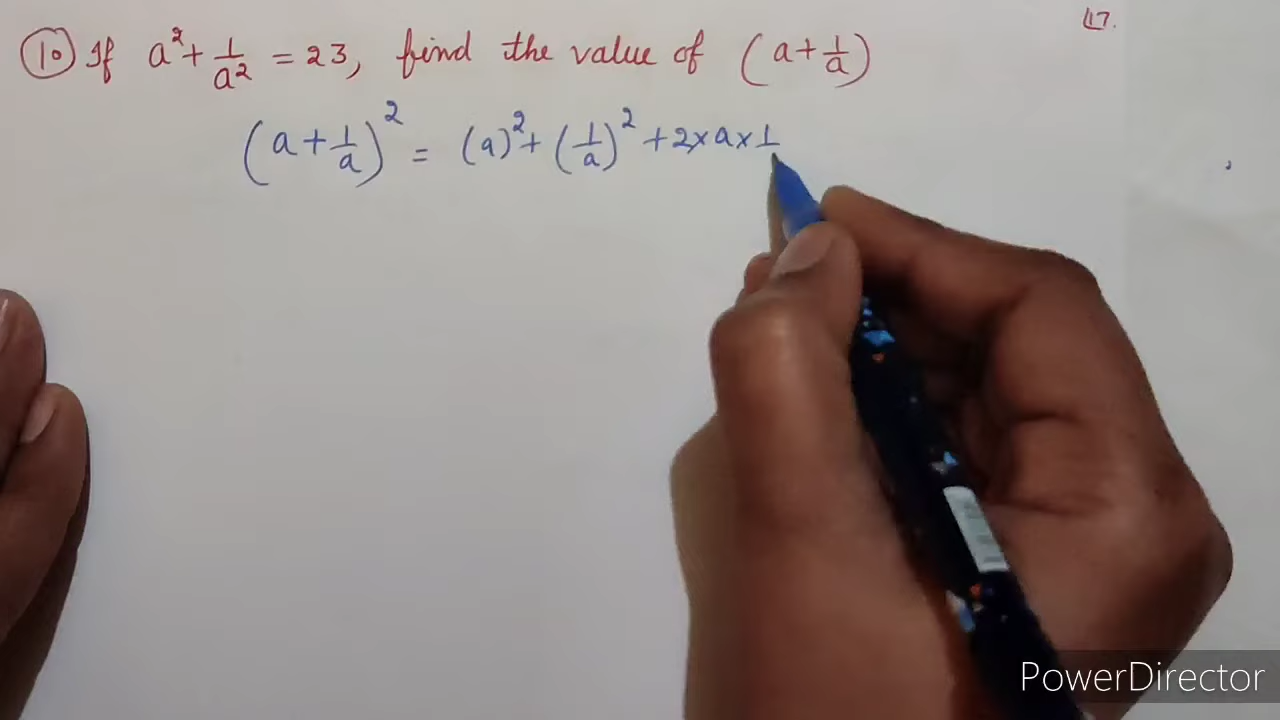 17.
10 If a² + 1/a² = 23, find the value of (a + 1/a)
(a + 1/a)² = (a)² + (1/a)² + 2 × a × 1
PowerDirector